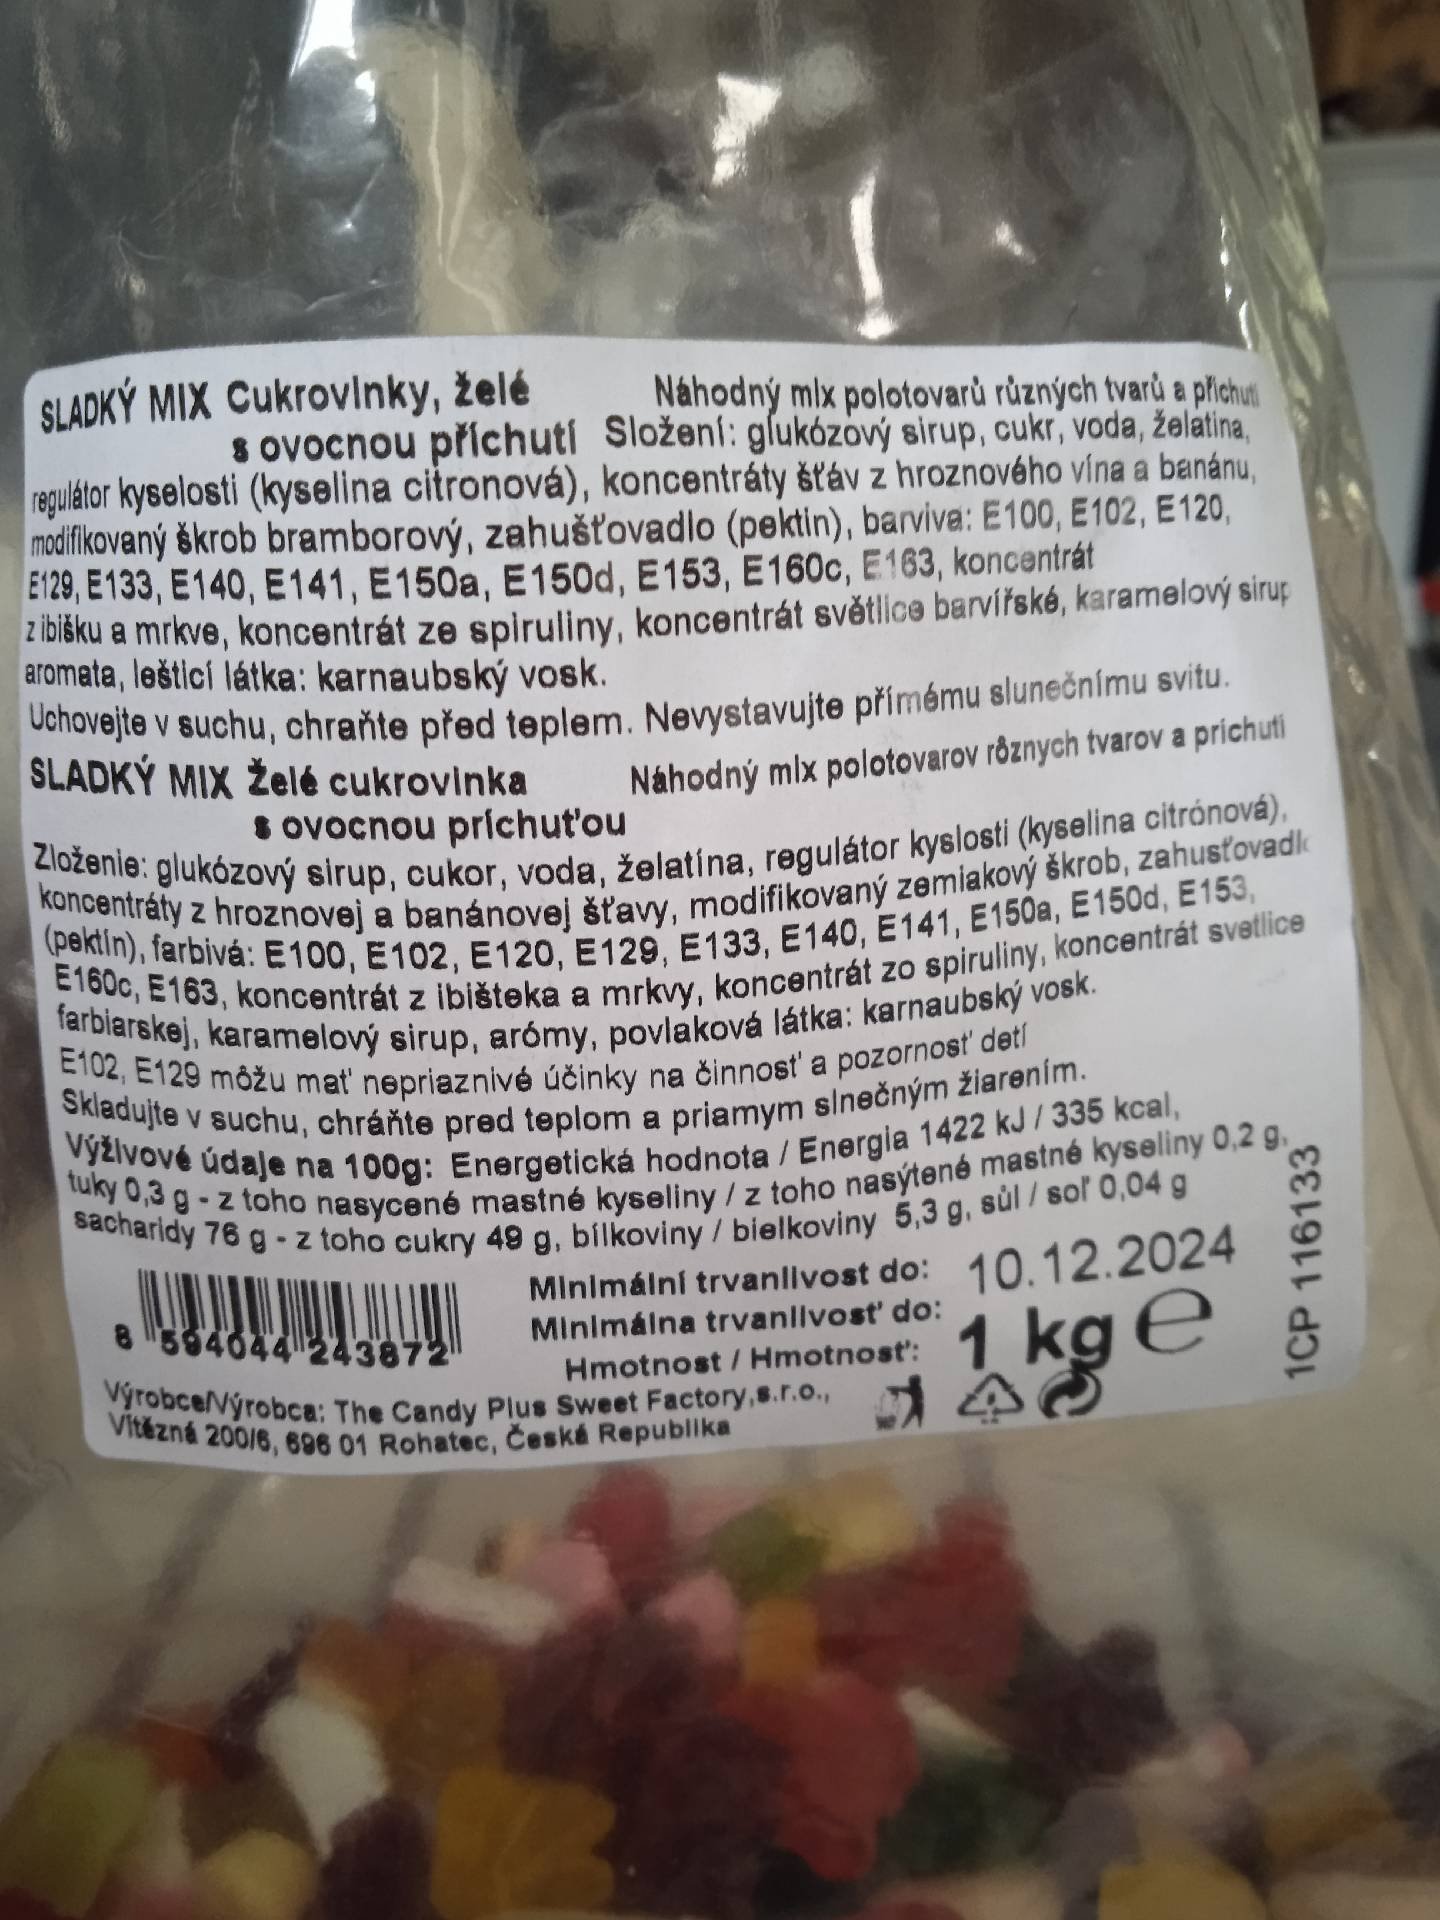 SLADKÝ MIX Cukrovinky, želé Náhodný mix polotovarů různých tvarů a příchutí
s ovocnou příchutí Složení: glukózový sirup, cukr, voda, želatina,
regulátor kyselosti (kyselina citronová), koncentráty šťáv z hroznového vína a banánu,
modifikovaný škrob bramborový, zahušťovadlo (pektin), barviva: E100, E102, E120,
E129, E133, E140, E141, E150a, E150d, E153, E160c, E163, koncentrát
z ibišku a mrkve, koncentrát ze spiruliny, koncentrát světlice barvířské, karamelový sirup
aromata, lešticí látka: karnaubský vosk.
Uchovejte v suchu, chraňte před teplem. Nevystavujte přímému slunečnímu svitu.
SLADKÝ MIX Želé cukrovinka Náhodný mix polotovarov rôznych tvarov a príchutí
s ovocnou príchuťou
Zloženie: glukózový sirup, cukor, voda, želatína, regulátor kyslosti (kyselina citrónová),
koncentráty z hroznovej a banánovej šťavy, modifikovaný zemiakový škrob, zahusťovadlo
(pektín), farbivá: E100, E102, E120, E129, E133, E140, E141, E150a, E150d, E153,
E160c, E163, koncentrát z ibišteka a mrkvy, koncentrát zo spiruliny, koncentrát svetlice
farbiarskej, karamelový sirup, arómy, povlaková látka: karnaubský vosk.
E102, E129 môžu mať nepriaznivé účinky na činnosť a pozornosť detí
Skladujte v suchu, chráňte pred teplom a priamym slnečným žiarením.
Výživové údaje na 100g: Energetická hodnota / Energia 1422 kJ / 335 kcal,
tuky 0,3 g - z toho nasycené mastné kyseliny / z toho nasýtené mastné kyseliny 0,2 g,
sacharidy 76 g - z toho cukry 49 g, bílkoviny / bielkoviny 5,3 g, sůl / soľ 0,04 g
Minimální trvanlivost do: 10.12.2024
Minimálna trvanlivosť do:
Hmotnost / Hmotnosť: 1 kg e
8 594044 243872
Výrobce/Výrobca: The Candy Plus Sweet Factory,s.r.o.,
Vítězná 200/6, 696 01 Rohatec, Česká Republika
1CP 116133